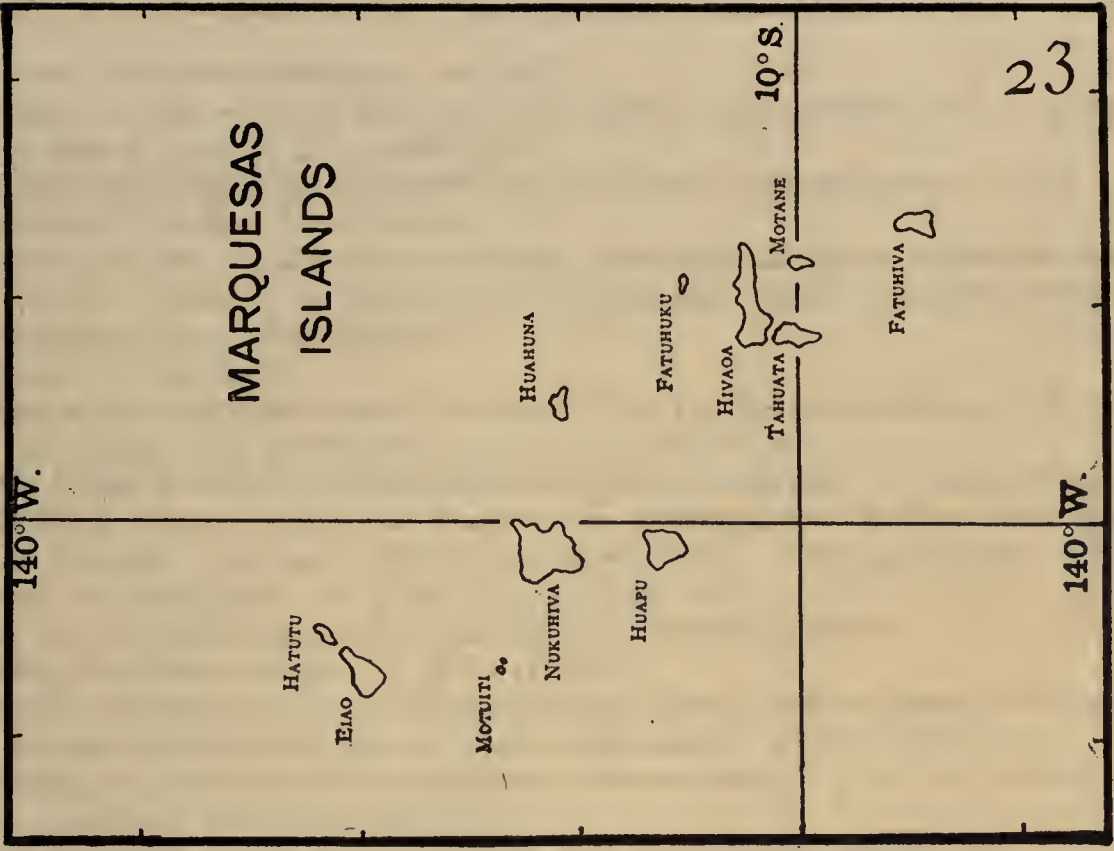 23
MARQUESAS
ISLANDS
140° W.
10° S.
HATUTU
EIAO
MOTUITI
NUKUHIVA
HUAHUNA
HUAPU
FATUHUKU
HIVAOA
TAHUATA
MOTANE
FATUHIVA
140° W.